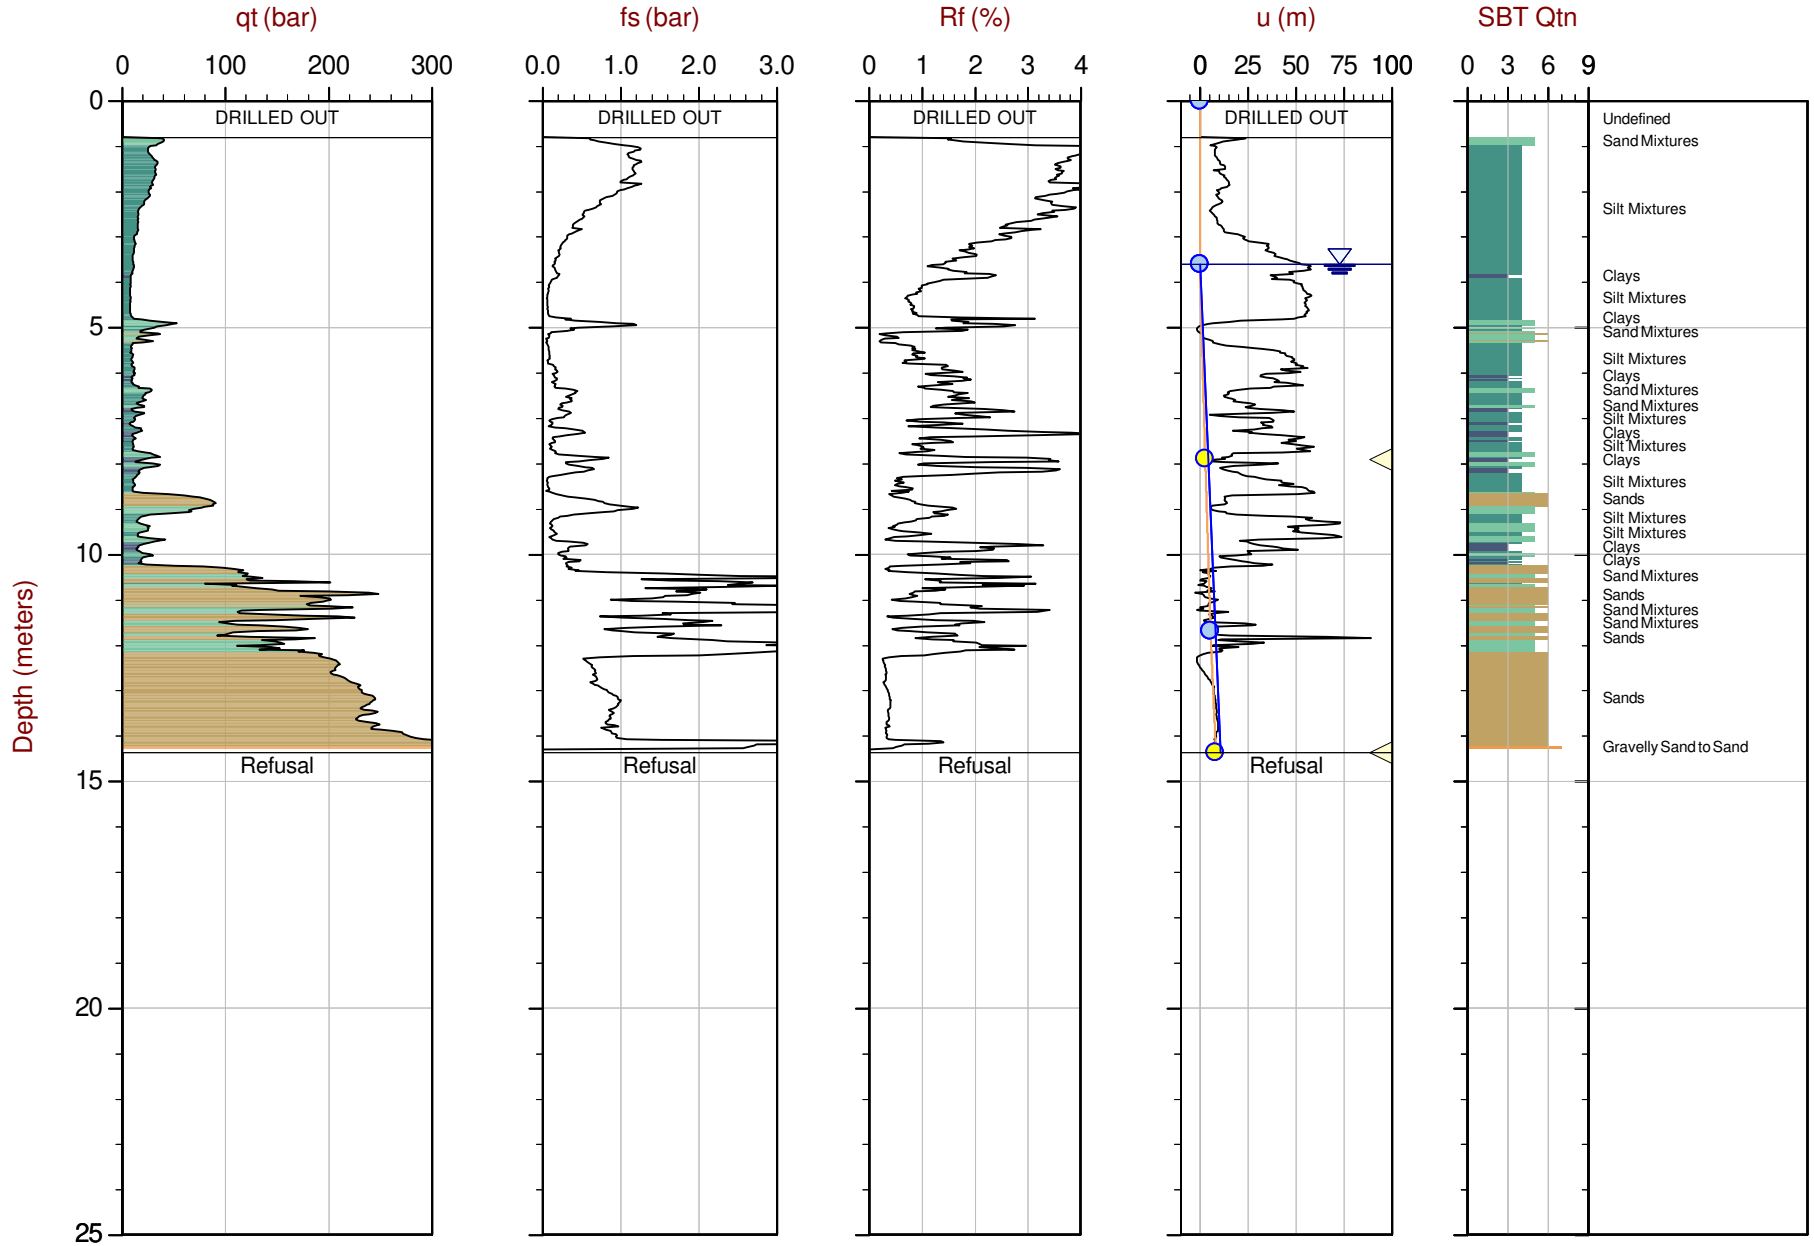 qt (bar) fs (bar) Rf (%) u (m) SBT Qtn
0 100 200 300 0.0 1.0 2.0 3.0 0 1 2 3 4 0 25 50 75 100 0 3 6 9
0
DRILLED OUT DRILLED OUT DRILLED OUT DRILLED OUT
Undefined
Sand Mixtures
Silt Mixtures
Clays
Silt Mixtures
Clays
5
Sand Mixtures
Silt Mixtures
Clays
Sand Mixtures
Sand Mixtures
Silt Mixtures
Clays
Silt Mixtures
Clays
Silt Mixtures
Sands
Silt Mixtures
Silt Mixtures
Clays
10
Clays
Sand Mixtures
Sands
Sand Mixtures
Sand Mixtures
Sands
Depth (meters)
Sands
Gravelly Sand to Sand
Refusal Refusal Refusal Refusal
15
20
25